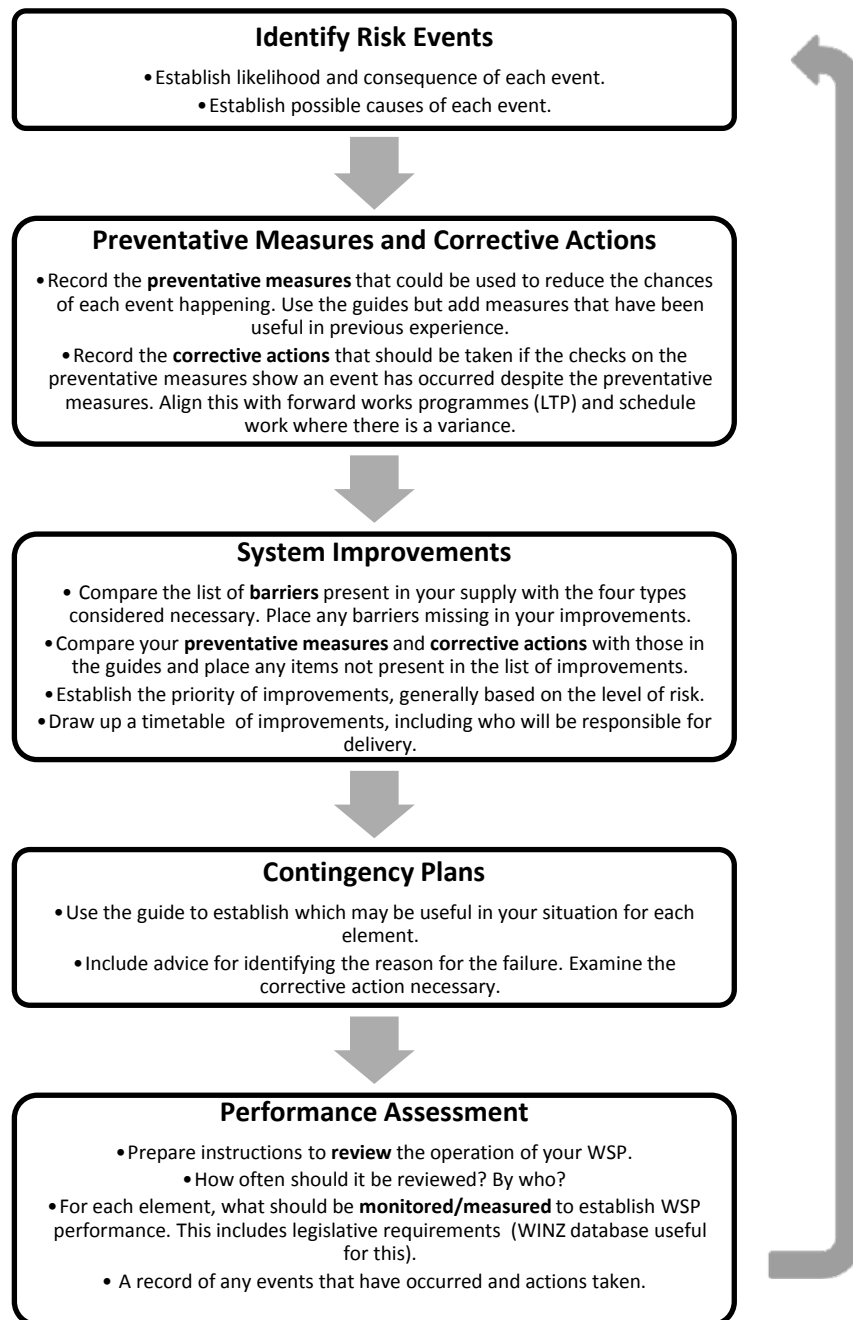 Identify Risk Events
•Establish likelihood and consequence of each event.
•Establish possible causes of each event.
Preventative Measures and Corrective Actions
•Record the preventative measures that could be used to reduce the chances
of each event happening. Use the guides but add measures that have been
useful in previous experience.
•Record the corrective actions that should be taken if the checks on the
preventative measures show an event has occurred despite the preventative
measures. Align this with forward works programmes (LTP) and schedule
work where there is a variance.
System Improvements
• Compare the list of barriers present in your supply with the four types
considered necessary. Place any barriers missing in your improvements.
•Compare your preventative measures and corrective actions with those in
the guides and place any items not present in the list of improvements.
•Establish the priority of improvements, generally based on the level of risk.
•Draw up a timetable of improvements, including who will be responsible for
delivery.
Contingency Plans
•Use the guide to establish which may be useful in your situation for each
element.
•Include advice for identifying the reason for the failure. Examine the
corrective action necessary.
Performance Assessment
•Prepare instructions to review the operation of your WSP.
•How often should it be reviewed? By who?
•For each element, what should be monitored/measured to establish WSP
performance. This includes legislative requirements (WINZ database useful
for this).
• A record of any events that have occurred and actions taken.